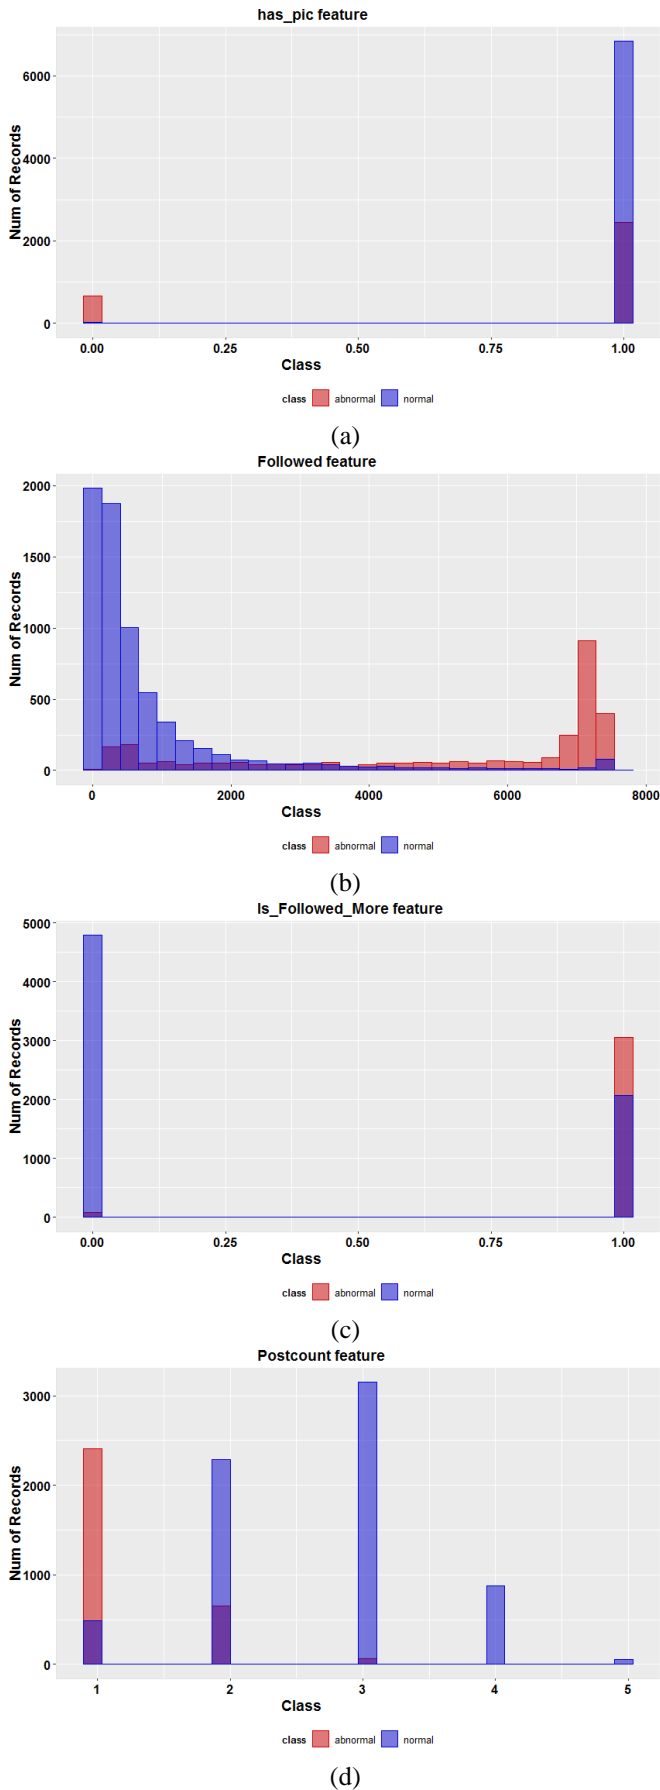 has_pic feature
Num of Records
6000
4000
2000
0
0.00 0.25 0.50 0.75 1.00
Class
class abnormal normal
(a)
Followed feature
Num of Records
2000
1500
1000
500
0
0 2000 4000 6000 8000
Class
class abnormal normal
(b)
Is_Followed_More feature
Num of Records
5000
4000
3000
2000
1000
0
0.00 0.25 0.50 0.75 1.00
Class
class abnormal normal
(c)
Postcount feature
Num of Records
3000
2000
1000
0
1 2 3 4 5
Class
class abnormal normal
(d)